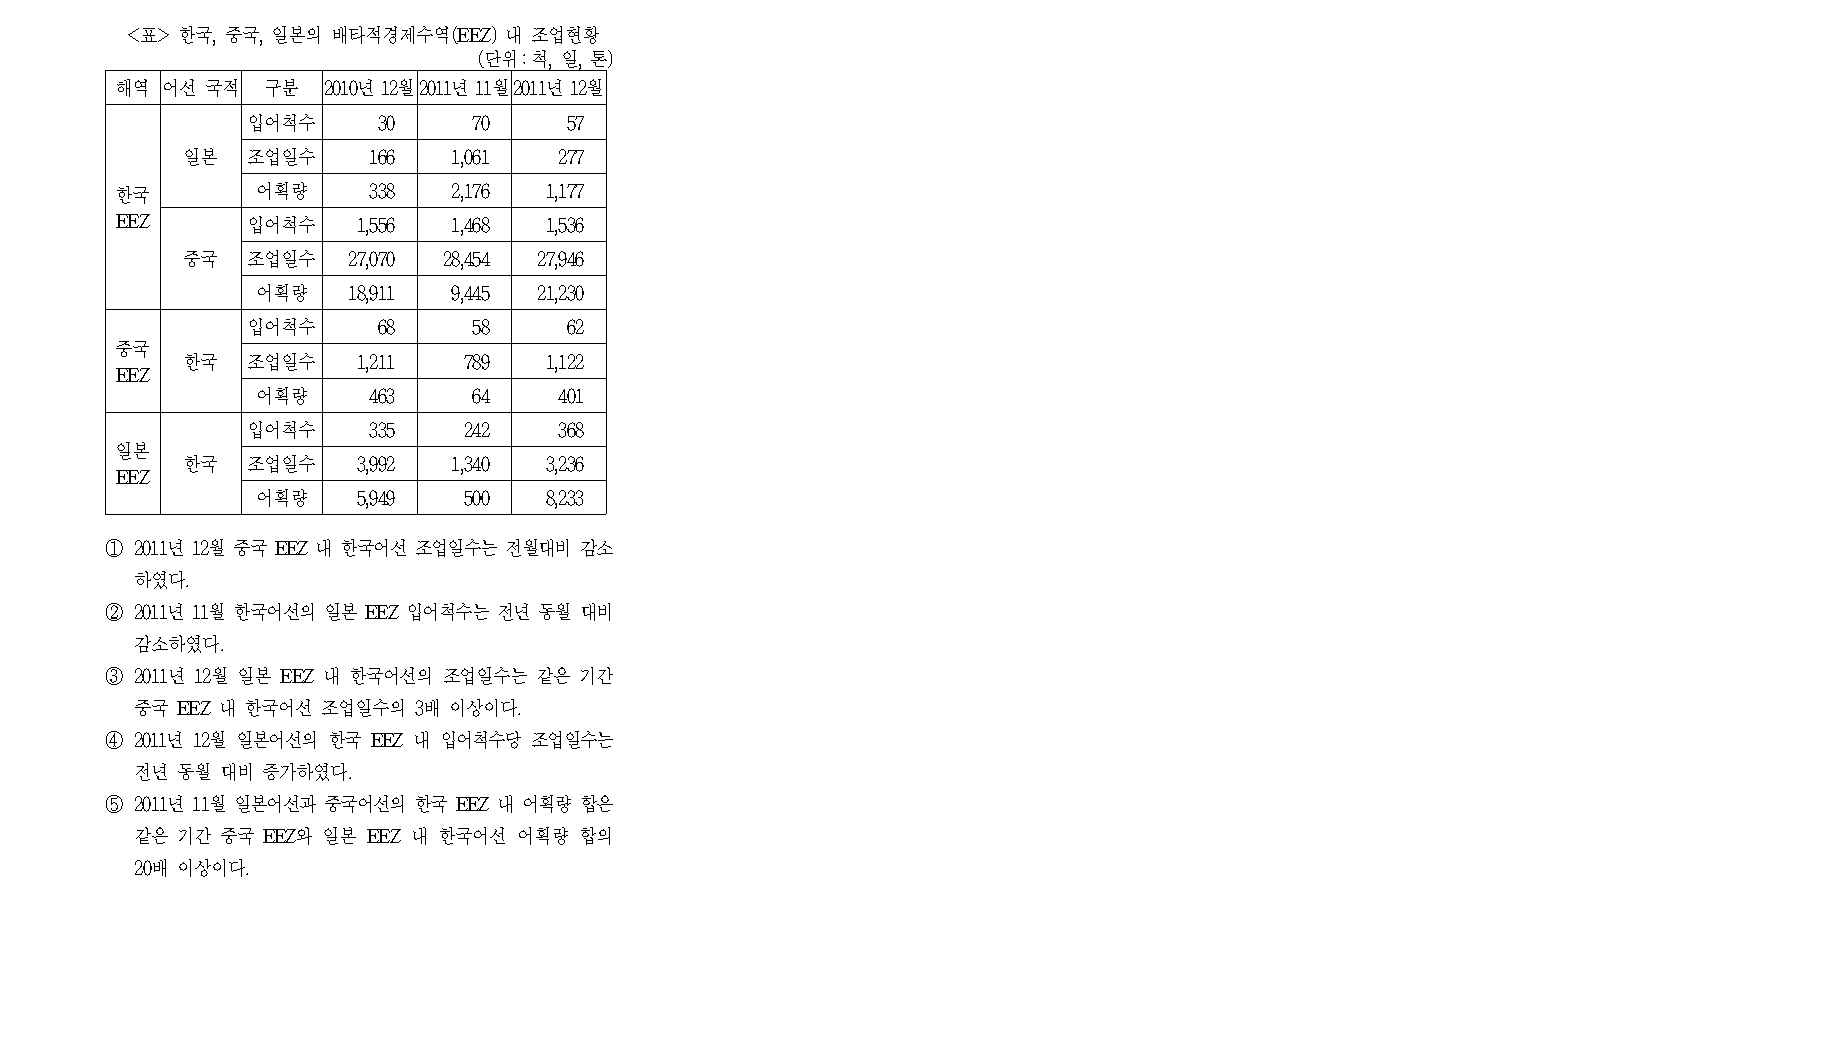 <표> 한국, 중국, 일본의 배타적경제수역(EEZ) 내 조업현황
(단위 : 척, 일, 톤)
해역 어선 국적 구분 2010년 12월 2011년 11월 2011년 12월
한국 EEZ 일본 입어척수 30 70 57
조업일수 166 1,061 277
어획량 338 2,176 1,177
중국 입어척수 1,556 1,468 1,536
조업일수 27,070 28,454 27,946
어획량 18,911 9,445 21,230
중국 EEZ 한국 입어척수 68 58 62
조업일수 1,211 789 1,122
어획량 463 64 401
일본 EEZ 한국 입어척수 335 242 368
조업일수 3,992 1,340 3,236
어획량 5,949 500 8,233
① 2011년 12월 중국 EEZ 내 한국어선 조업일수는 전월대비 감소
하였다.
② 2011년 11월 한국어선의 일본 EEZ 입어척수는 전년 동월 대비
감소하였다.
③ 2011년 12월 일본 EEZ 내 한국어선의 조업일수는 같은 기간
중국 EEZ 내 한국어선 조업일수의 3배 이상이다.
④ 2011년 12월 일본어선의 한국 EEZ 내 입어척수당 조업일수는
전년 동월 대비 증가하였다.
⑤ 2011년 11월 일본어선과 중국어선의 한국 EEZ 내 어획량 합은
같은 기간 중국 EEZ와 일본 EEZ 내 한국어선 어획량 합의
20배 이상이다.